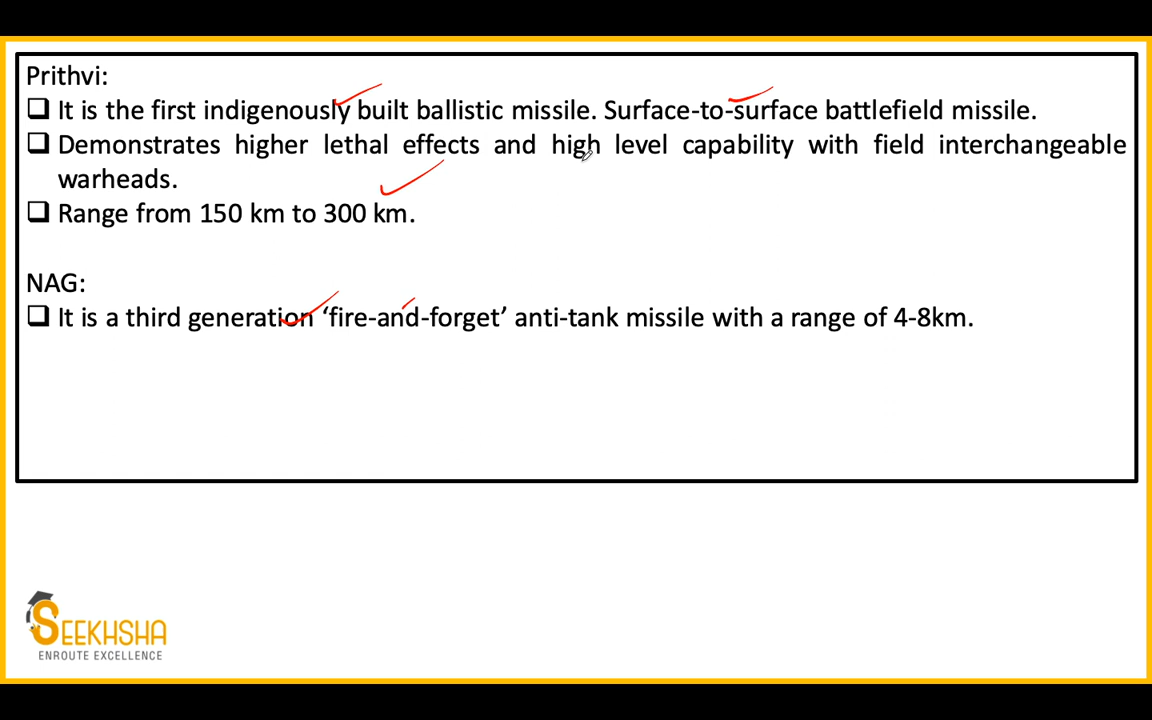 Prithvi:
It is the first indigenously built ballistic missile. Surface-to-surface battlefield missile.
Demonstrates higher lethal effects and high level capability with field interchangeable
warheads.
Range from 150 km to 300 km.
NAG:
It is a third generation ‘fire-and-forget’ anti-tank missile with a range of 4-8km.
SEEKHSHA
ENROUTE EXCELLENCE